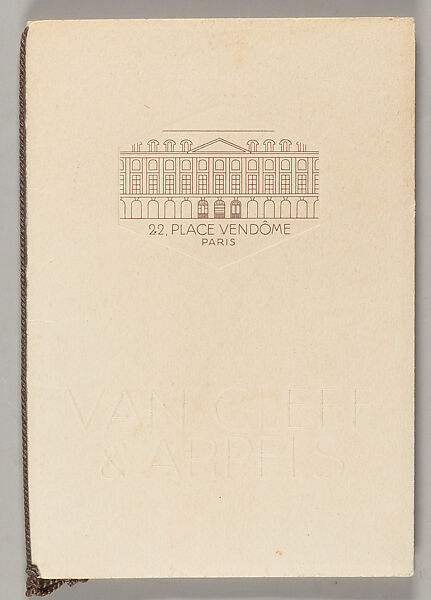 22, PLACE VENDÔME
PARIS
VAN CLEEF
& ARPELS